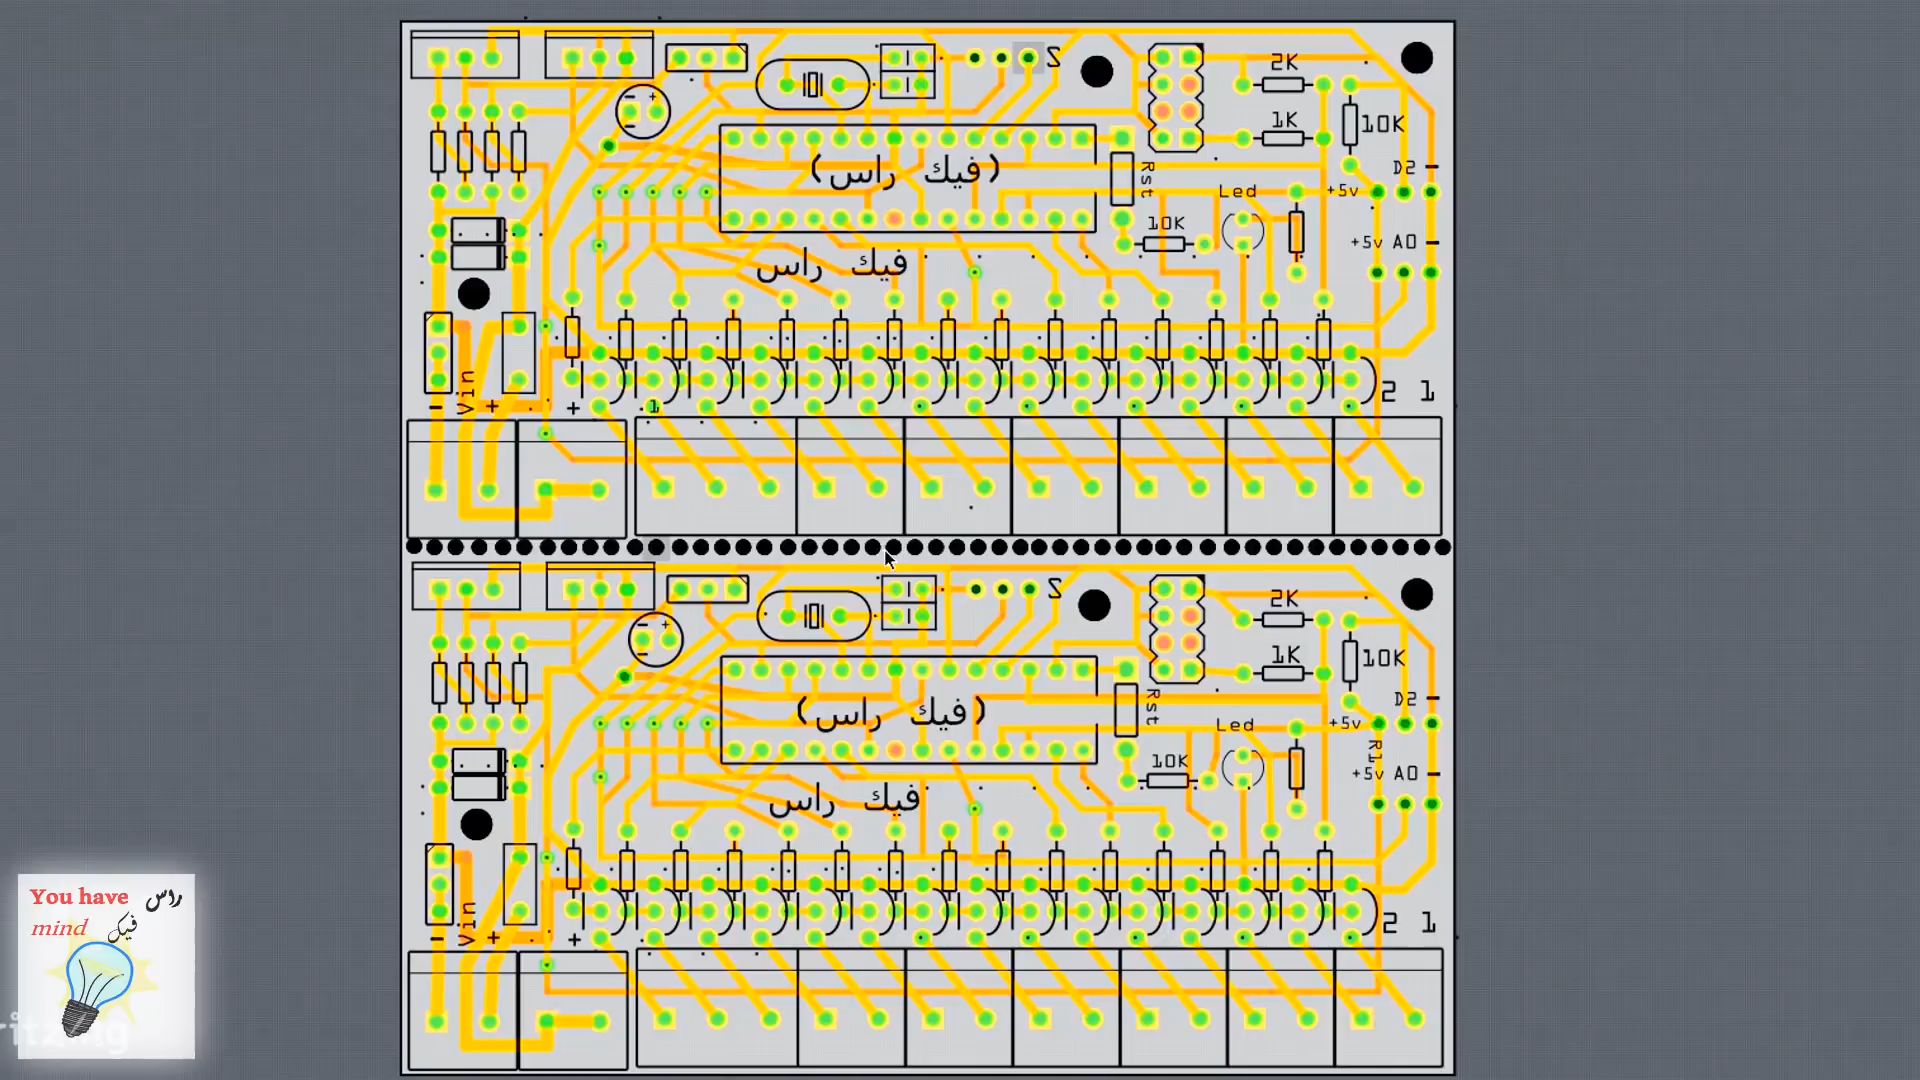 S
2K
1K
10K
(فيك راس)
Rst
D2
Led
+5v
10K
+5v A0
فيك راس
Vin
- +
+
1
2 1
S
2K
1K
10K
(فيك راس)
Rst
D2
Led
+5v
R1
10K
+5v A0
فيك راس
Vin
- +
+
2 1
You have راس
mind فيك